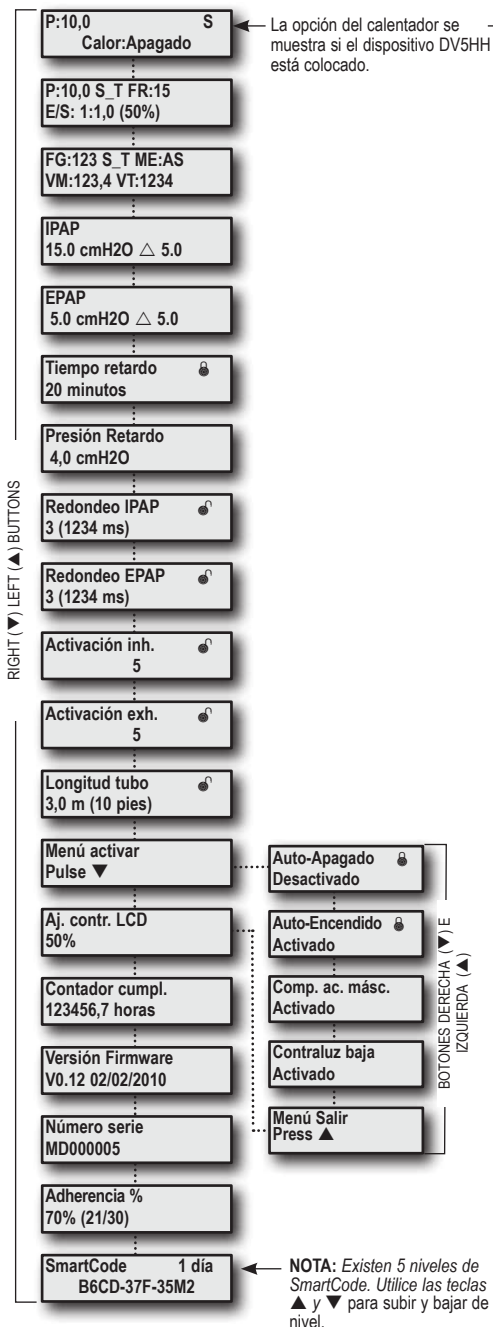 P:10,0 S
Calor:Apagado
La opción del calentador se
muestra si el dispositivo DV5HH
está colocado.
P:10,0 S_T FR:15
E/S: 1:1,0 (50%)
FG:123 S_T ME:AS
VM:123,4 VT:1234
IPAP
15.0 cmH2O △ 5.0
EPAP
5.0 cmH2O △ 5.0
Tiempo retardo
20 minutos
Presión Retardo
4,0 cmH2O
RIGHT (▼) LEFT (▲) BUTTONS
Redondeo IPAP
3 (1234 ms)
Redondeo EPAP
3 (1234 ms)
Activación inh.
5
Activación exh.
5
Longitud tubo
3,0 m (10 pies)
Menú activar
Pulse ▼
Aj. contr. LCD
50%
Contador cumpl.
123456,7 horas
Versión Firmware
V0.12 02/02/2010
Número serie
MD000005
Adherencia %
70% (21/30)
SmartCode 1 día
B6CD-37F-35M2
Auto-Apagado
Desactivado
Auto-Encendido
Activado
Comp. ac. másc.
Activado
Contraluz baja
Activado
Menú Salir
Press ▲
BOTONES DERECHA (▼) E
IZQUIERDA (▲)
NOTA: Existen 5 niveles de
SmartCode. Utilice las teclas
▲ y ▼ para subir y bajar de
nivel.